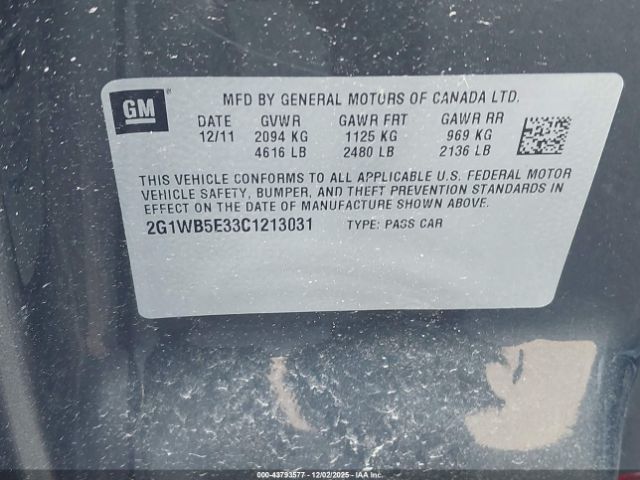 GM
MFD BY GENERAL MOTORS OF CANADA LTD.
DATE GVWR GAWR FRT GAWR RR
12/11 2094 KG 1125 KG 969 KG
4616 LB 2480 LB 2136 LB
THIS VEHICLE CONFORMS TO ALL APPLICABLE U.S. FEDERAL MOTOR
VEHICLE SAFETY, BUMPER, AND THEFT PREVENTION STANDARDS IN
EFFECT ON THE DATE OF MANUFACTURE SHOWN ABOVE.
2G1WB5E33C1213031 TYPE: PASS CAR
00-43793577 - 12/02/2025 - IAA Inc.